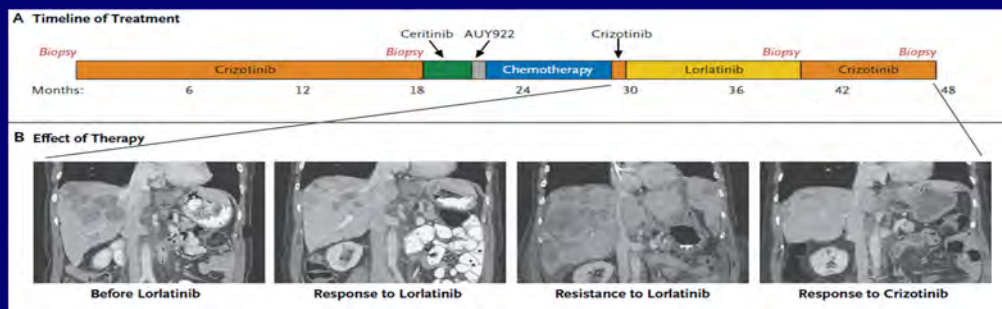 A Timeline of Treatment
Ceritinib AUY922 Crizotinib
Biopsy Biopsy Biopsy Biopsy
Crizotinib Chemotherapy Lorlatinib Crizotinib
Months: 6 12 18 24 30 36 42 48
B Effect of Therapy
Before Lorlatinib Response to Lorlatinib Resistance to Lorlatinib Response to Crizotinib